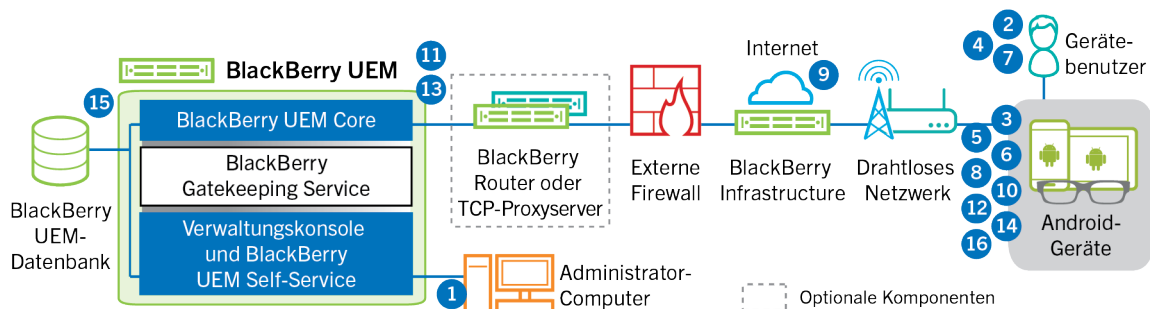 BlackBerry UEM
15
11
13
BlackBerry UEM Core
BlackBerry
Gatekeeping Service
Verwaltungskonsole
und BlackBerry
UEM Self-Service
BlackBerry
UEM-
Datenbank
BlackBerry
Router oder
TCP-Proxyserver
1
Administrator-
Computer
Externe
Firewall
Internet
9
BlackBerry
Infrastructure
Drahtloses
Netzwerk
2
4
7
Geräte-
benutzer
3
5
6
8
10
12
14
16
Android-
Geräte
Optionale Komponenten